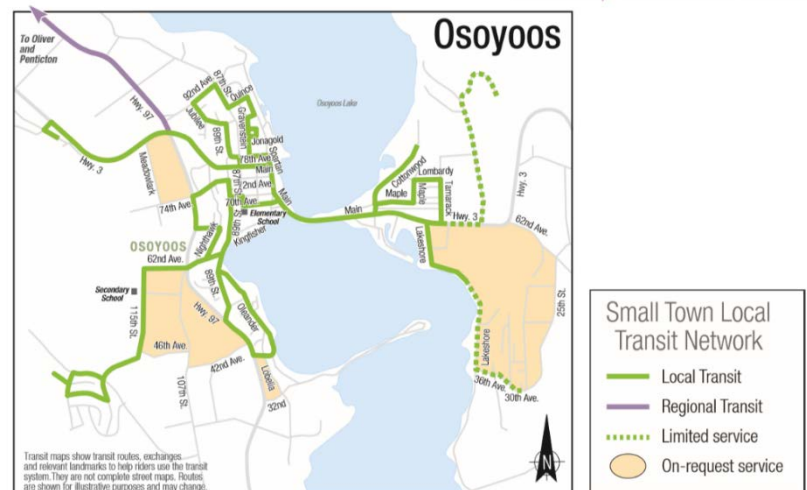 Osoyoos
To Oliver
and
Penticton
Hwy. 97
92nd Ave.
87th St.
Quince
Jubilee
89th St.
Gravenstein
Jonagold
Spartan
78th Ave
Main
Hwy. 3
Meadowlark
87th St.
2nd Ave
70th Ave
Main
74th Ave
Elementary
School
89th St
Kingfisher
Nighthawk
OSOYOOS
62nd Ave.
Secondary
School
89th St.
Oleander
115th St.
Hwy. 97
46th Ave.
42nd Ave.
107th St.
Lobelia
32nd
Osoyoos Lake
Cottonwood
Lombardy
Maple
Maple
Tamarack
Main
Hwy. 3
Hwy. 3
62nd Ave.
Lakeshore
25th St.
Lakeshore
36th Ave.
30th Ave.
N
Transit maps show transit routes, exchanges
and relevant landmarks to help riders use the transit
system. They are not complete street maps. Routes
are shown for illustrative purposes and may change.
Small Town Local
Transit Network
Local Transit
Regional Transit
Limited service
On-request service